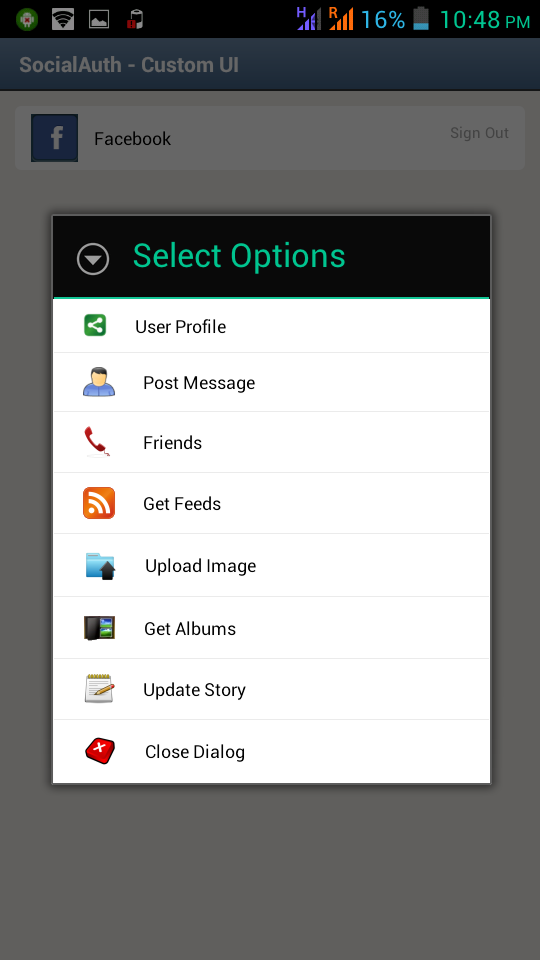 H R 16% 10:48 PM
SocialAuth - Custom UI
f Facebook Sign Out
Select Options
User Profile
Post Message
Friends
Get Feeds
Upload Image
Get Albums
Update Story
Close Dialog